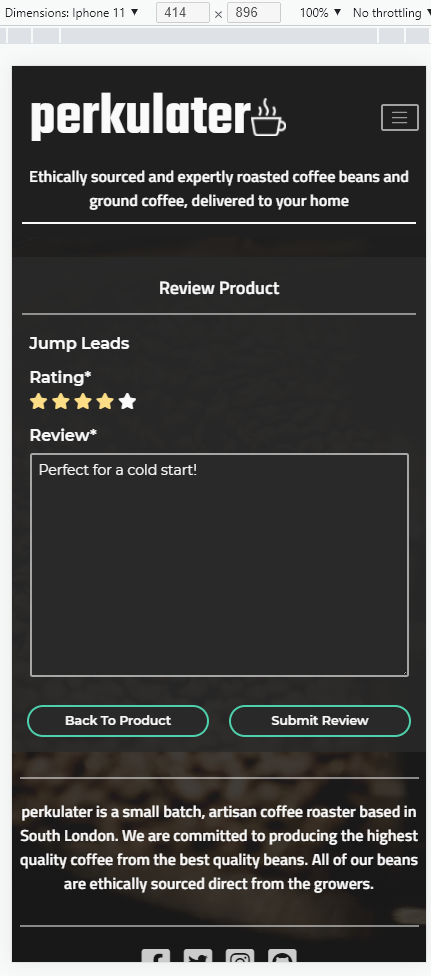 Dimensions: Iphone 11 ▼ 414 × 896 100% ▼ No throttling ▼
perkulater
Ethically sourced and expertly roasted coffee beans and
ground coffee, delivered to your home
Review Product
Jump Leads
Rating*
Review*
Perfect for a cold start!
Back To Product Submit Review
perkulater is a small batch, artisan coffee roaster based in
South London. We are committed to producing the highest
quality coffee from the best quality beans. All of our beans
are ethically sourced direct from the growers.